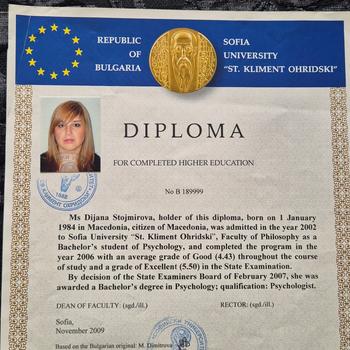 REPUBLIC
OF
BULGARIA
SOFIA
UNIVERSITY
"ST. KLIMENT OHRIDSKI"
DIPLOMA
FOR COMPLETED HIGHER EDUCATION
No B 189999
Ms Dijana Stojmirova, holder of this diploma, born on 1 January
1984 in Macedonia, citizen of Macedonia, was admitted in the year 2002
to Sofia University "St. Kliment Ohridski", Faculty of Philosophy as a
Bachelor's student of Psychology, and completed the program in the
year 2006 with an average grade of Good (4.43) throughout the course
of study and a grade of Excellent (5.50) in the State Examination.
By decision of the State Examiners Board of February 2007, she was
awarded a Bachelor's degree in Psychology; qualification: Psychologist.
DEAN OF FACULTY: (sgd./ill.)
RECTOR: (sgd./ill.)
Sofia,
November 2009
Based on the Bulgarian original: M. Dimitrova